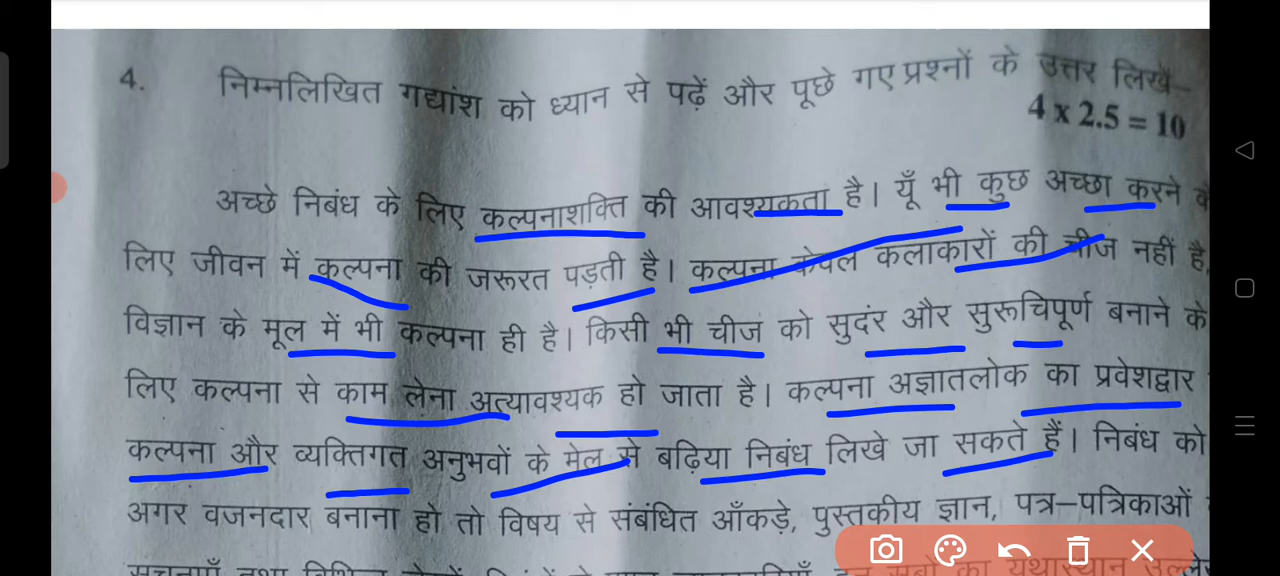 4. निम्नलिखित गद्यांश को ध्यान से पढ़ें और पूछे गए प्रश्नों के उत्तर लिखें–
4 x 2.5 = 10
अच्छे निबंध के लिए कल्पनाशक्ति की आवश्यकता है। यूँ भी कुछ अच्छा करने के
लिए जीवन में कल्पना की जरूरत पड़ती है। कल्पना केवल कलाकारों की चीज नहीं है,
विज्ञान के मूल में भी कल्पना ही है। किसी भी चीज को सुदंर और सुरूचिपूर्ण बनाने के
लिए कल्पना से काम लेना अत्यावश्यक हो जाता है। कल्पना अज्ञातलोक का प्रवेशद्वार
कल्पना और व्यक्तिगत अनुभवों के मेल से बढ़िया निबंध लिखे जा सकते हैं। निबंध को
अगर वजनदार बनाना हो तो विषय से संबंधित आँकड़े, पुस्तकीय ज्ञान, पत्र–पत्रिकाओं